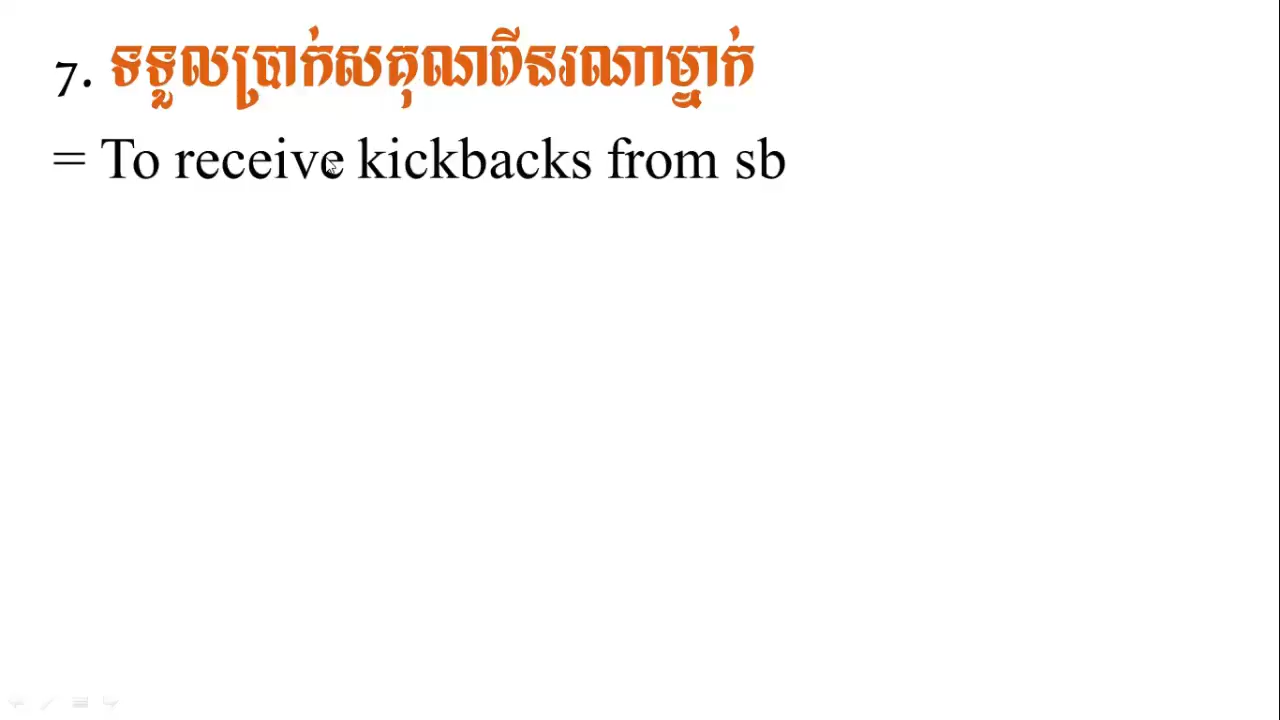 7. ទទួលប្រាក់សគុណពីនរណាម្នាក់
= To receive kickbacks from sb